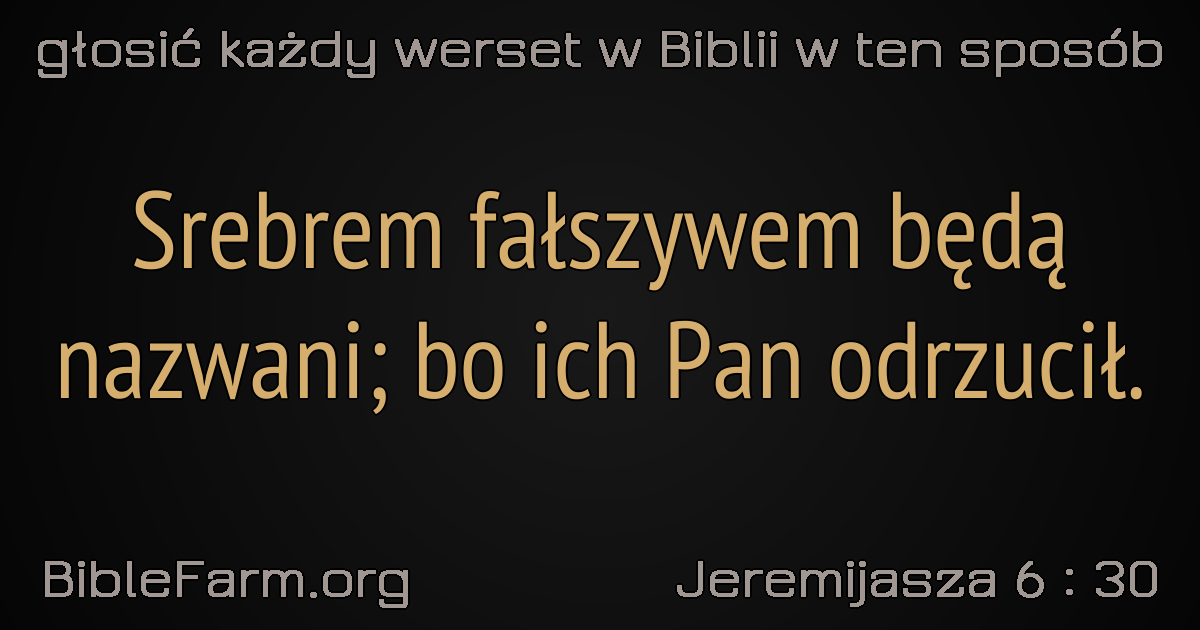 głosić każdy werset w Biblii w ten sposób
Srebrem fałszywem będą
nazwani; bo ich Pan odrzucił.
BibleFarm.org
Jeremijasza 6 : 30